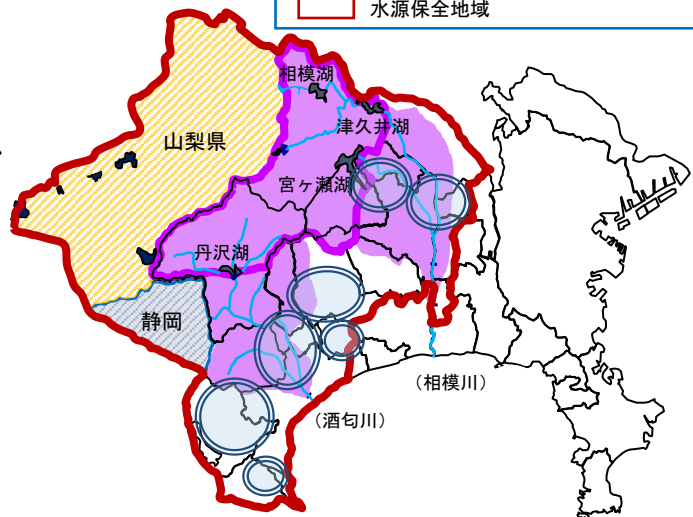 水源保全地域
相模湖
津久井湖
山梨県
宮ヶ瀬湖
丹沢湖
静岡
（相模川）
（酒匂川）